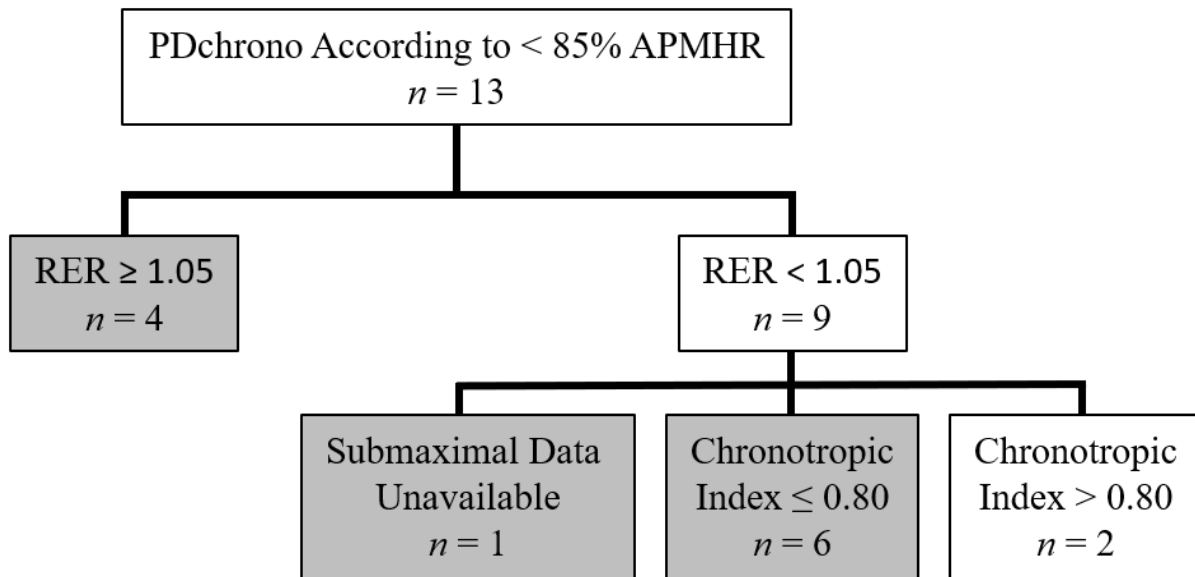 PDchrono According to < 85% APMHR
n = 13
RER ≥ 1.05
n = 4
RER < 1.05
n = 9
Submaximal Data
Unavailable
n = 1
Chronotropic
Index ≤ 0.80
n = 6
Chronotropic
Index > 0.80
n = 2